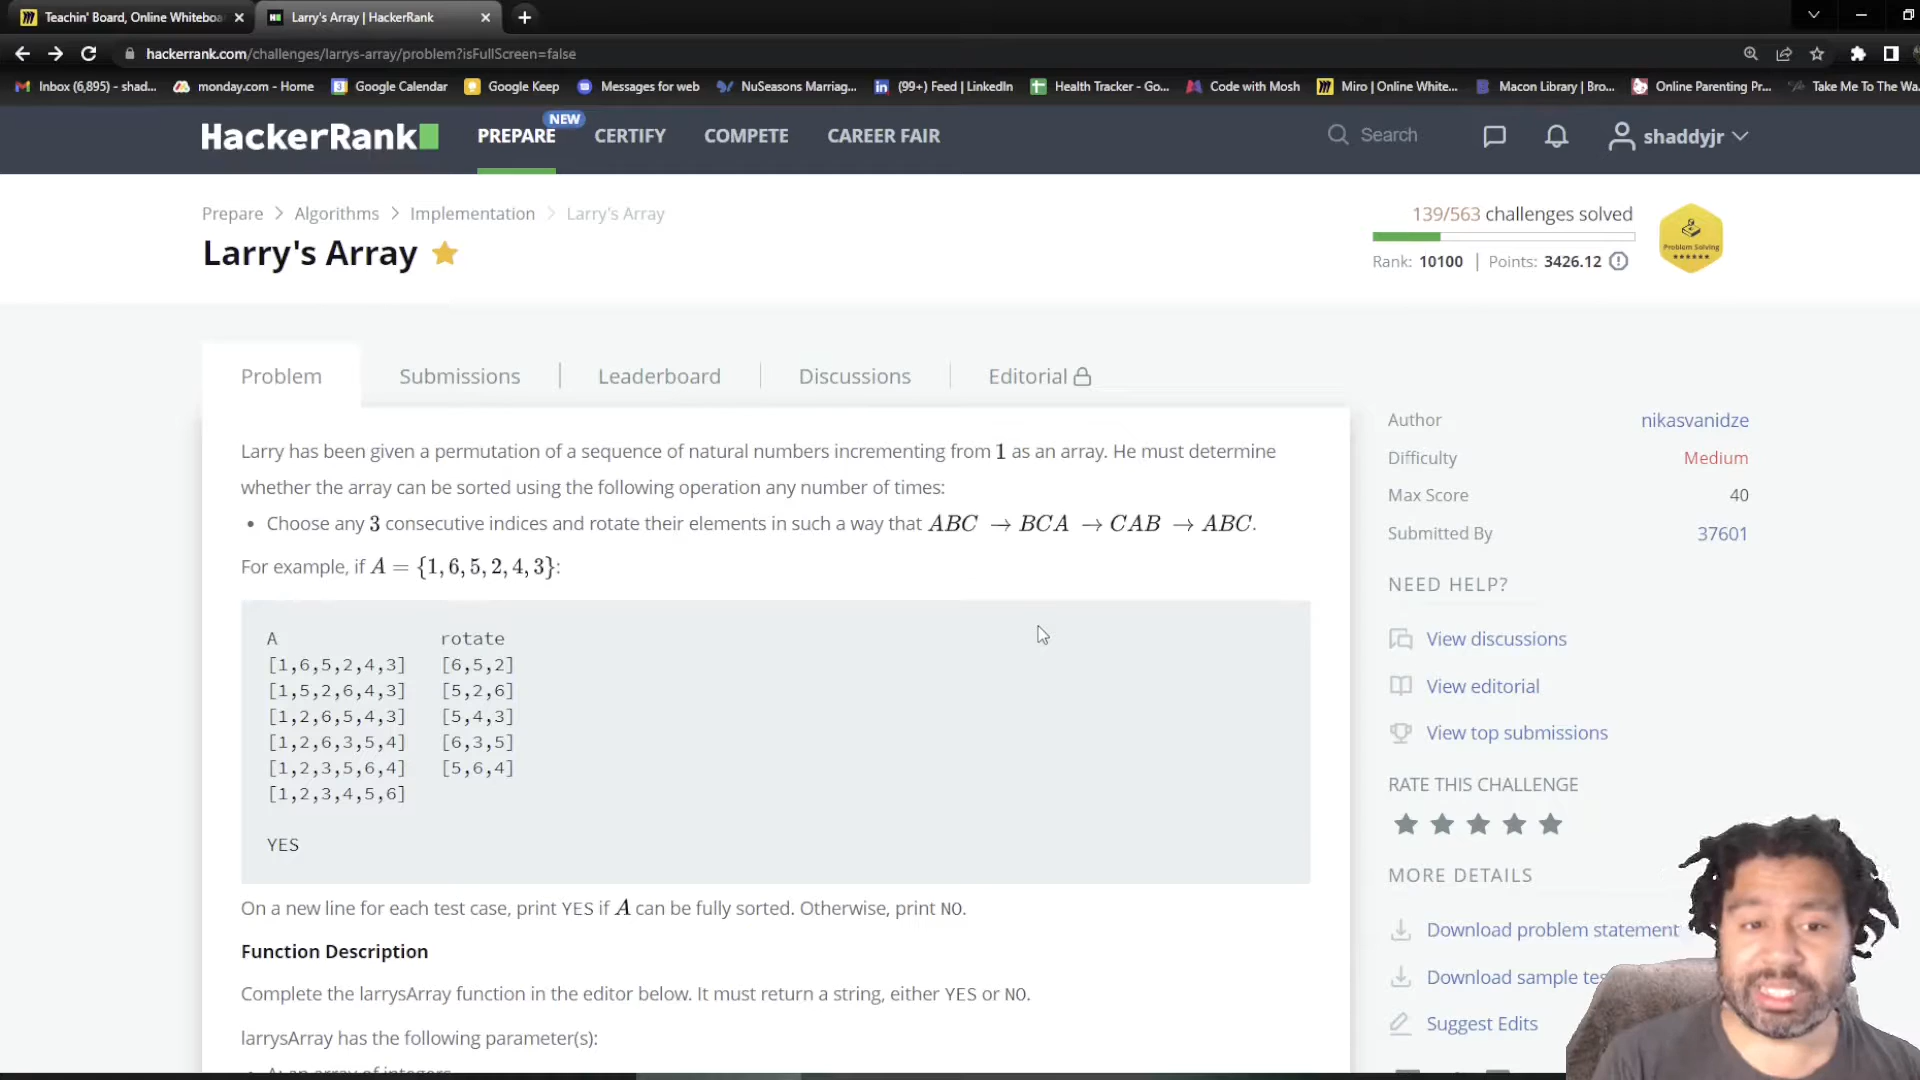 Teachin' Board, Online Whiteboa
Larry's Array | HackerRank
hackerrank.com/challenges/larrys-array/problem?isFullScreen=false
Inbox (6,895) - shad...
monday.com - Home
Google Calendar
Google Keep
Messages for web
NuSeasons Marriag...
(99+) Feed | LinkedIn
Health Tracker - Go...
Code with Mosh
Miro | Online White...
Macon Library | Bro...
Online Parenting Pr...
Take Me To The Wa
HackerRank
PREPARE
NEW
CERTIFY
COMPETE
CAREER FAIR
Search
shaddyjr
Prepare > Algorithms > Implementation > Larry's Array
Larry's Array
139/563 challenges solved
Rank: 10100 | Points: 3426.12
Problem Solving
Problem
Submissions
Leaderboard
Discussions
Editorial
Larry has been given a permutation of a sequence of natural numbers incrementing from 1 as an array. He must determine
whether the array can be sorted using the following operation any number of times:
• Choose any 3 consecutive indices and rotate their elements in such a way that ABC → BCA → CAB → ABC.
For example, if A = {1, 6, 5, 2, 4, 3}:
A rotate
[1,6,5,2,4,3] [6,5,2]
[1,5,2,6,4,3] [5,2,6]
[1,2,6,5,4,3] [5,4,3]
[1,2,6,3,5,4] [6,3,5]
[1,2,3,5,6,4] [5,6,4]
[1,2,3,4,5,6]
YES
On a new line for each test case, print YES if A can be fully sorted. Otherwise, print NO.
Function Description
Complete the larrysArray function in the editor below. It must return a string, either YES or NO.
larrysArray has the following parameter(s):
Author nikasvanidze
Difficulty Medium
Max Score 40
Submitted By 37601
NEED HELP?
View discussions
View editorial
View top submissions
RATE THIS CHALLENGE
MORE DETAILS
Download problem statement
Download sample tes
Suggest Edits